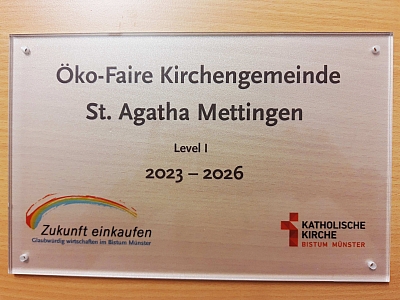 Öko-Faire Kirchengemeinde
St. Agatha Mettingen
Level I
2023 – 2026
Zukunft einkaufen
Glaubwürdig wirtschaften im Bistum Münster
KATHOLISCHE
KIRCHE
BISTUM MÜNSTER